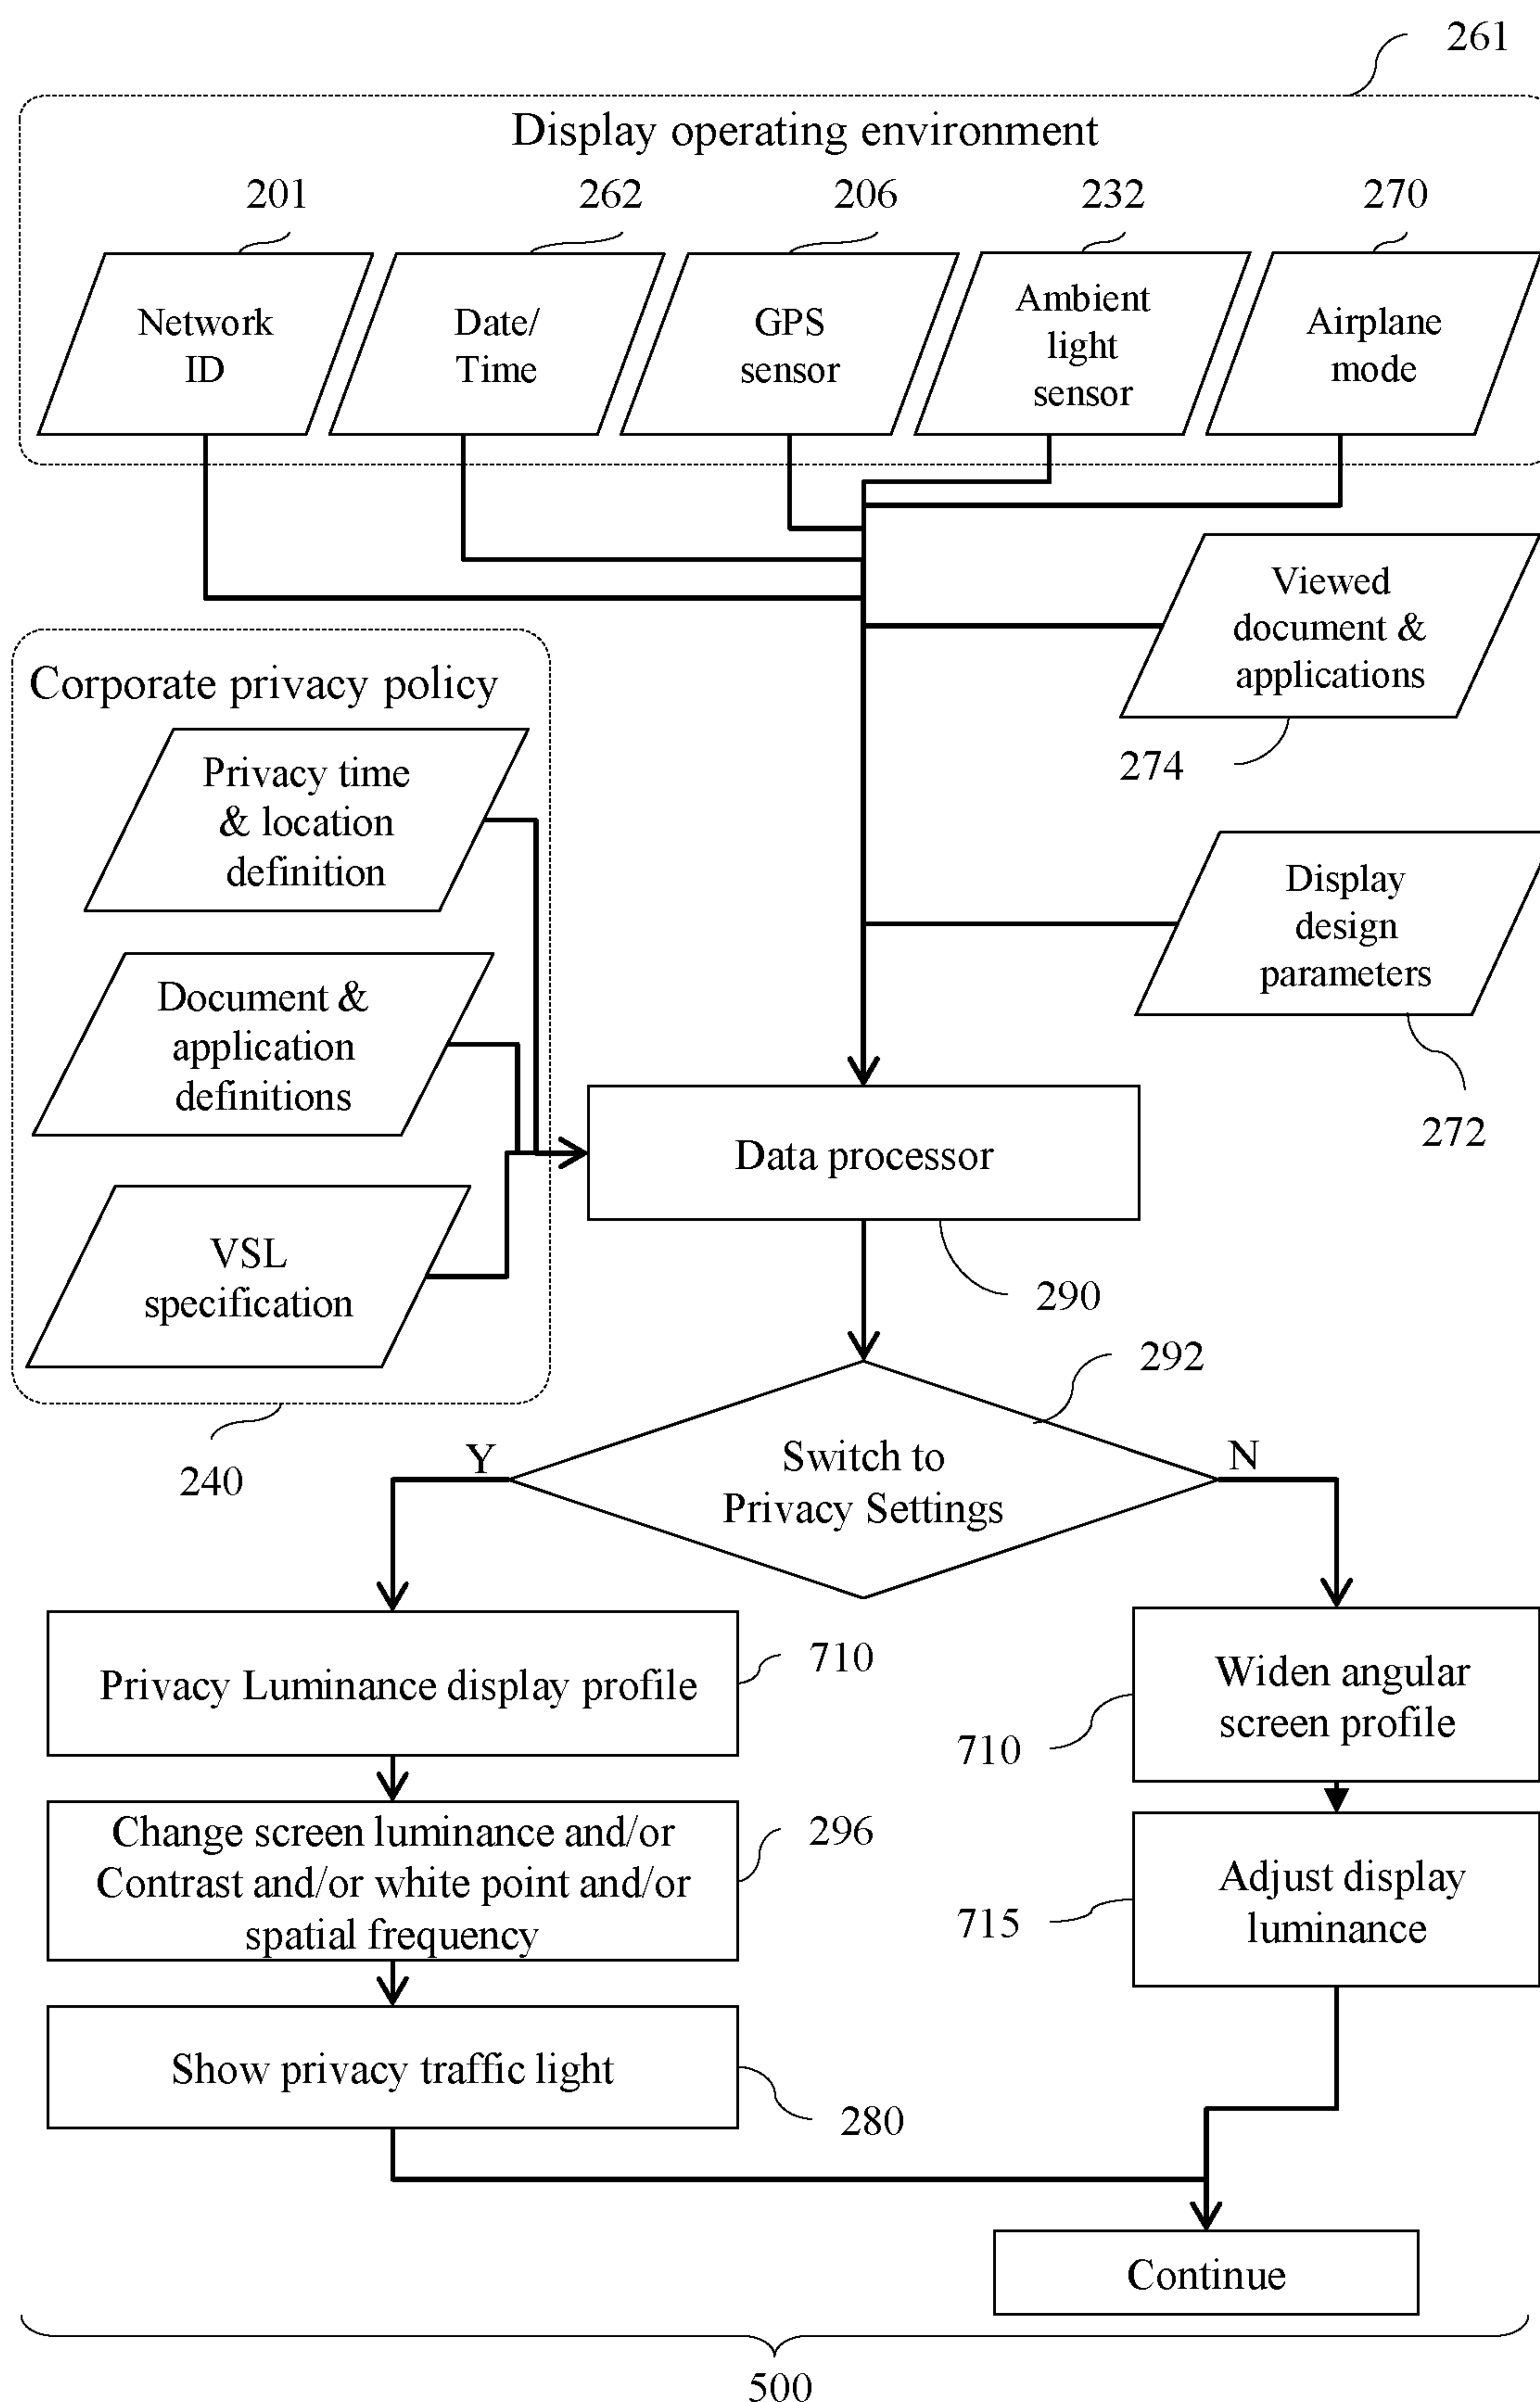 261
Display operating environment
201
262
206
232
270
Network
ID
Date/
Time
GPS
sensor
Ambient
light
sensor
Airplane
mode
Viewed
document &
applications
274
Corporate privacy policy
Privacy time
& location
definition
Document &
application
definitions
VSL
specification
240
Display
design
parameters
272
Data processor
290
292
Switch to
Privacy Settings
Y
N
Privacy Luminance display profile
710
Change screen luminance and/or
Contrast and/or white point and/or
spatial frequency
296
Show privacy traffic light
280
Widen angular
screen profile
710
Adjust display
luminance
715
Continue
500